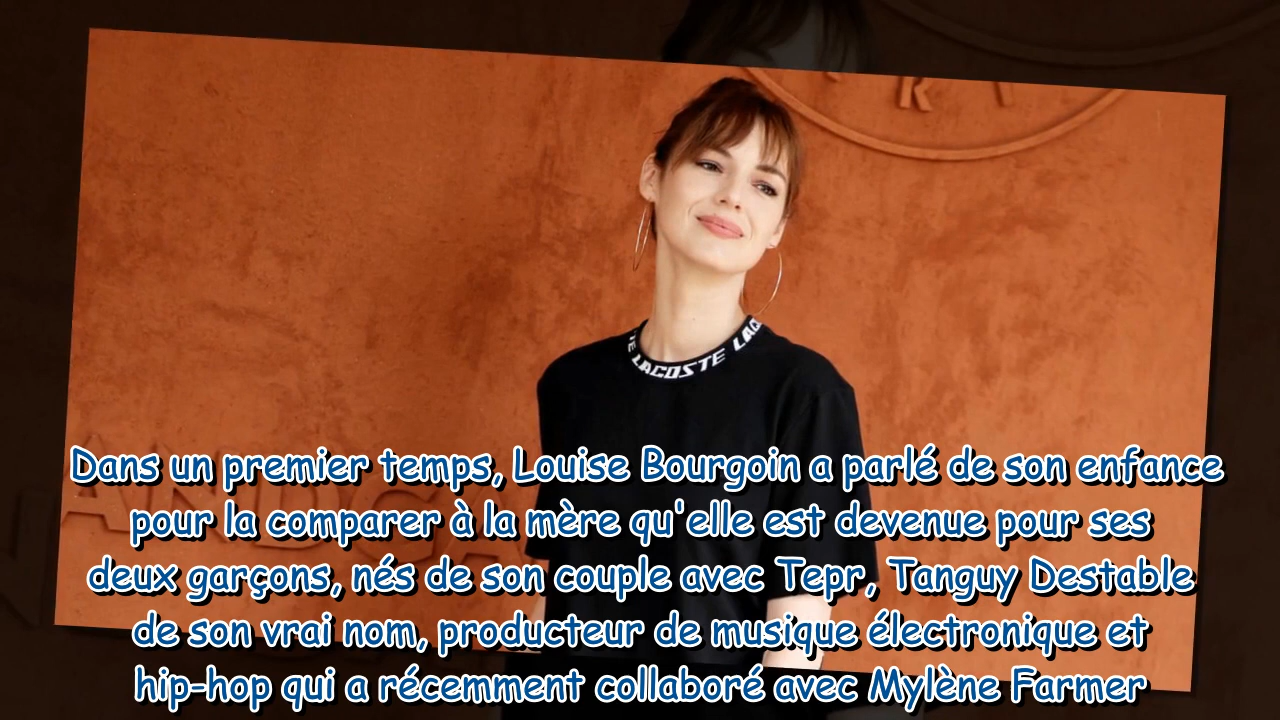 R
LACOSTE LACO
Dans un premier temps, Louise Bourgoin a parlé de son enfance
pour la comparer à la mère qu'elle est devenue pour ses
deux garçons, nés de son couple avec Tepr, Tanguy Destable
de son vrai nom, producteur de musique électronique et
hip-hop qui a récemment collaboré avec Mylène Farmer